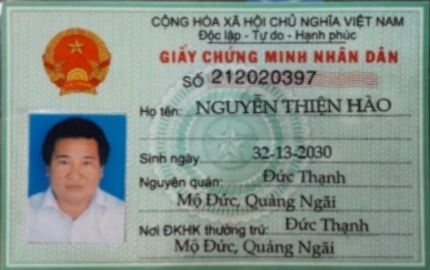 CỘNG HÒA XÃ HỘI CHỦ NGHĨA VIỆT NAM
Độc lập - Tự do - Hạnh phúc
GIẤY CHỨNG MINH NHÂN DÂN
SỐ 212020397
Họ tên: NGUYỄN THIỆN HÀO
Sinh ngày 32-13-2030
Nguyên quán: Đức Thạnh
Mộ Đức, Quảng Ngãi
Nơi ĐKHK thường trú: Đức Thạnh
Mộ Đức, Quảng Ngãi